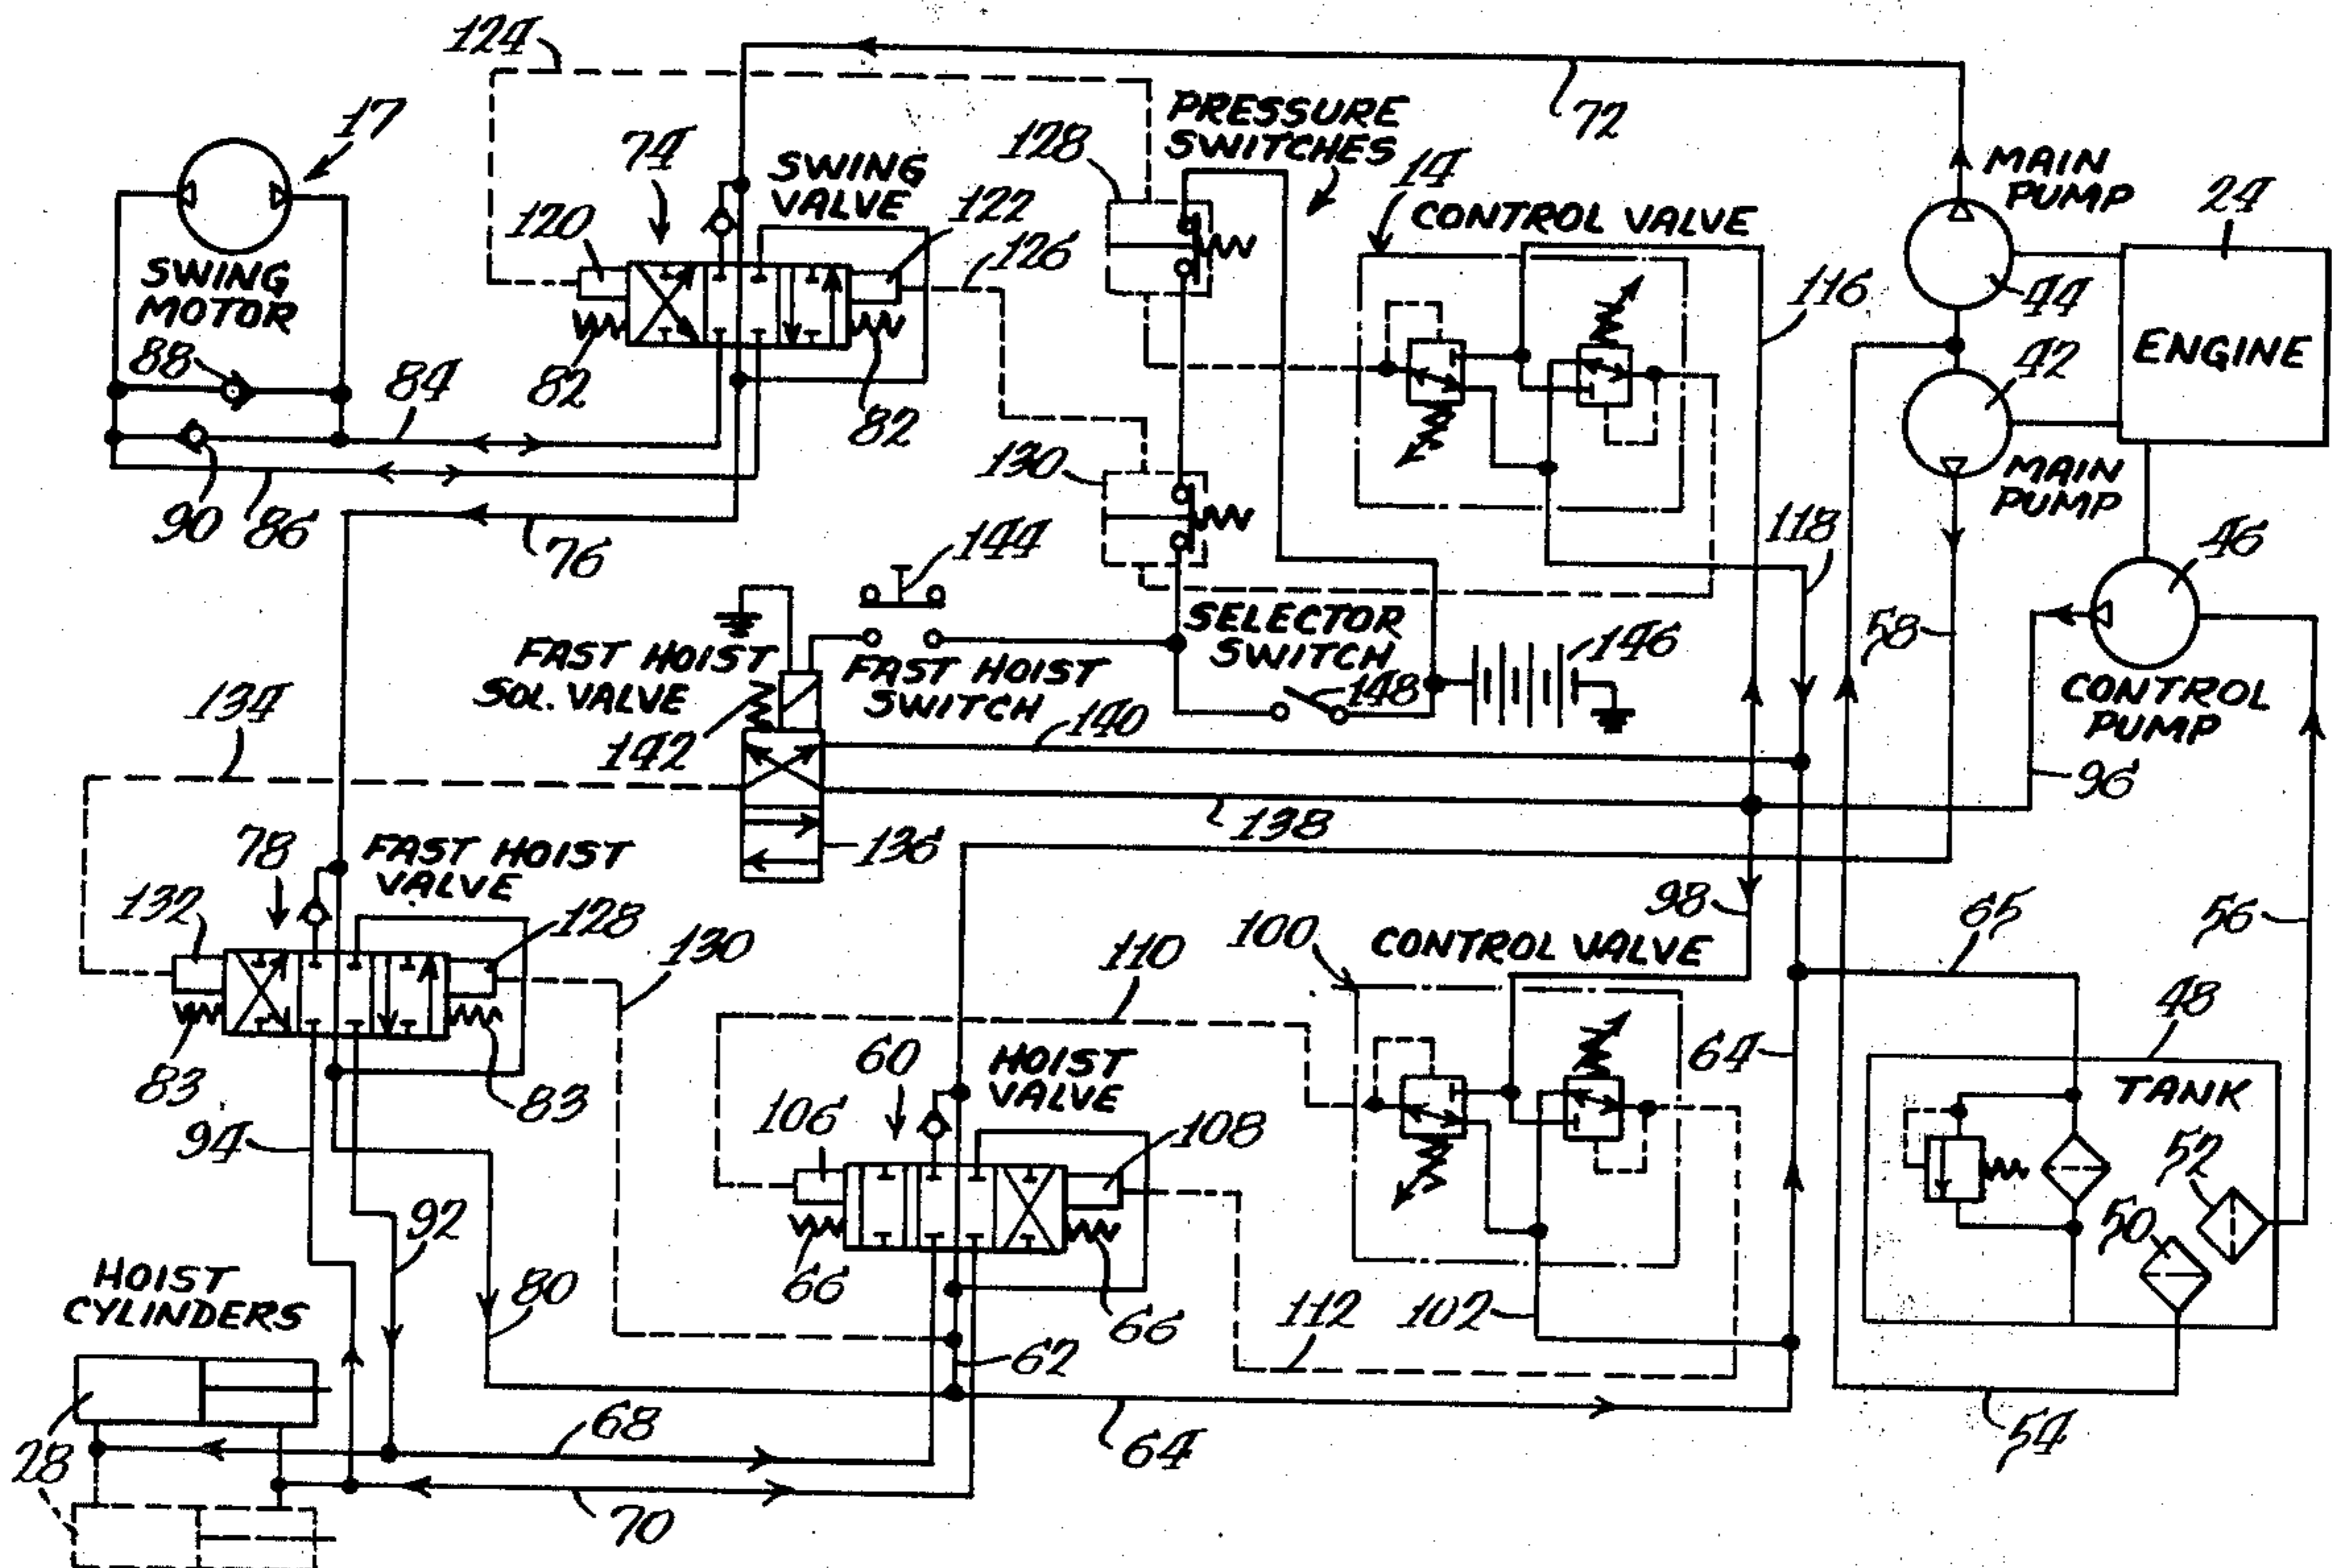 124
72
17
74
SWING
VALVE
128
PRESSURE
SWITCHES
14
CONTROL VALVE
MAIN
PUMP
24
120
122
126
116
44
SWING
MOTOR
88
84
82
82
42
ENGINE
130
MAIN
PUMP
90
86
76
144
118
46
SELECTOR
SWITCH
58
146
FAST HOIST
SOL. VALVE
FAST HOIST
SWITCH
148
CONTROL
PUMP
134
142
140
96
138
136
78
FAST HOIST
VALVE
132
128
130
98
65
56
110
100
CONTROL VALVE
48
60
HOIST
VALVE
64
TANK
83
83
106
108
52
94
50
92
66
66
80
112
102
HOIST
CYLINDERS
62
68
64
54
28
70